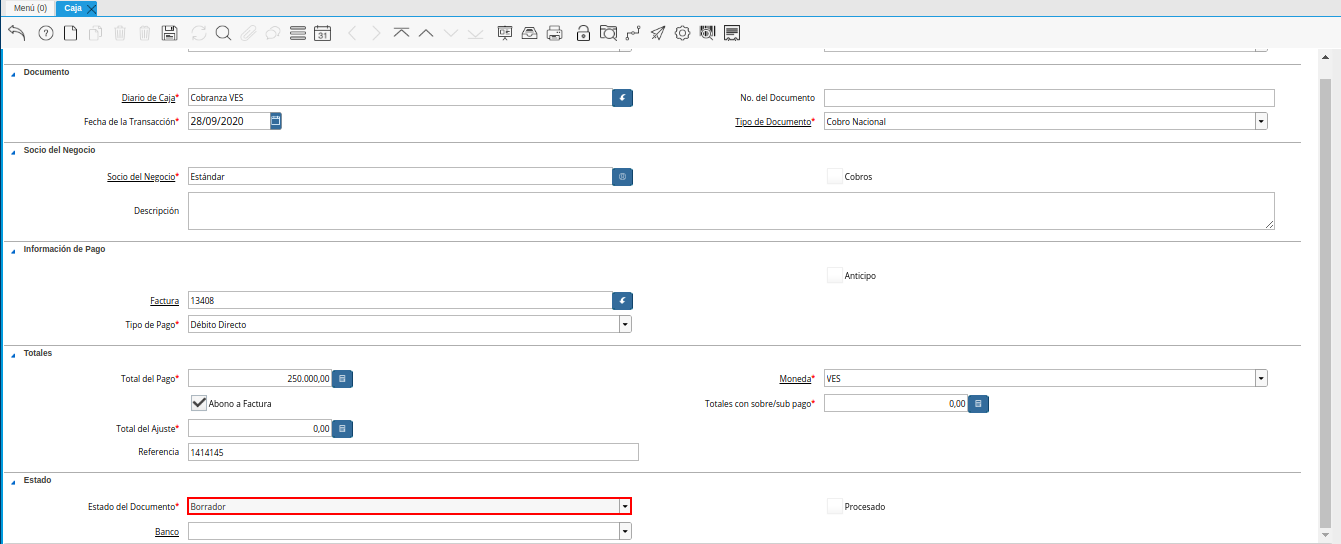 Menú (0) Caja
31
Documento
Diario de Caja* Cobranza VES No. del Documento
Fecha de la Transacción* 28/09/2020 Tipo de Documento* Cobro Nacional
Socio del Negocio
Socio del Negocio* Estándar Cobros
Descripción
Información de Pago
Anticipo
Factura 13408
Tipo de Pago* Débito Directo
Totales
Total del Pago* 250.000,00 Moneda* VES
Abono a Factura Totales con sobre/sub pago* 0,00
Total del Ajuste* 0,00
Referencia 1414145
Estado
Estado del Documento* Borrador Procesado
Banco